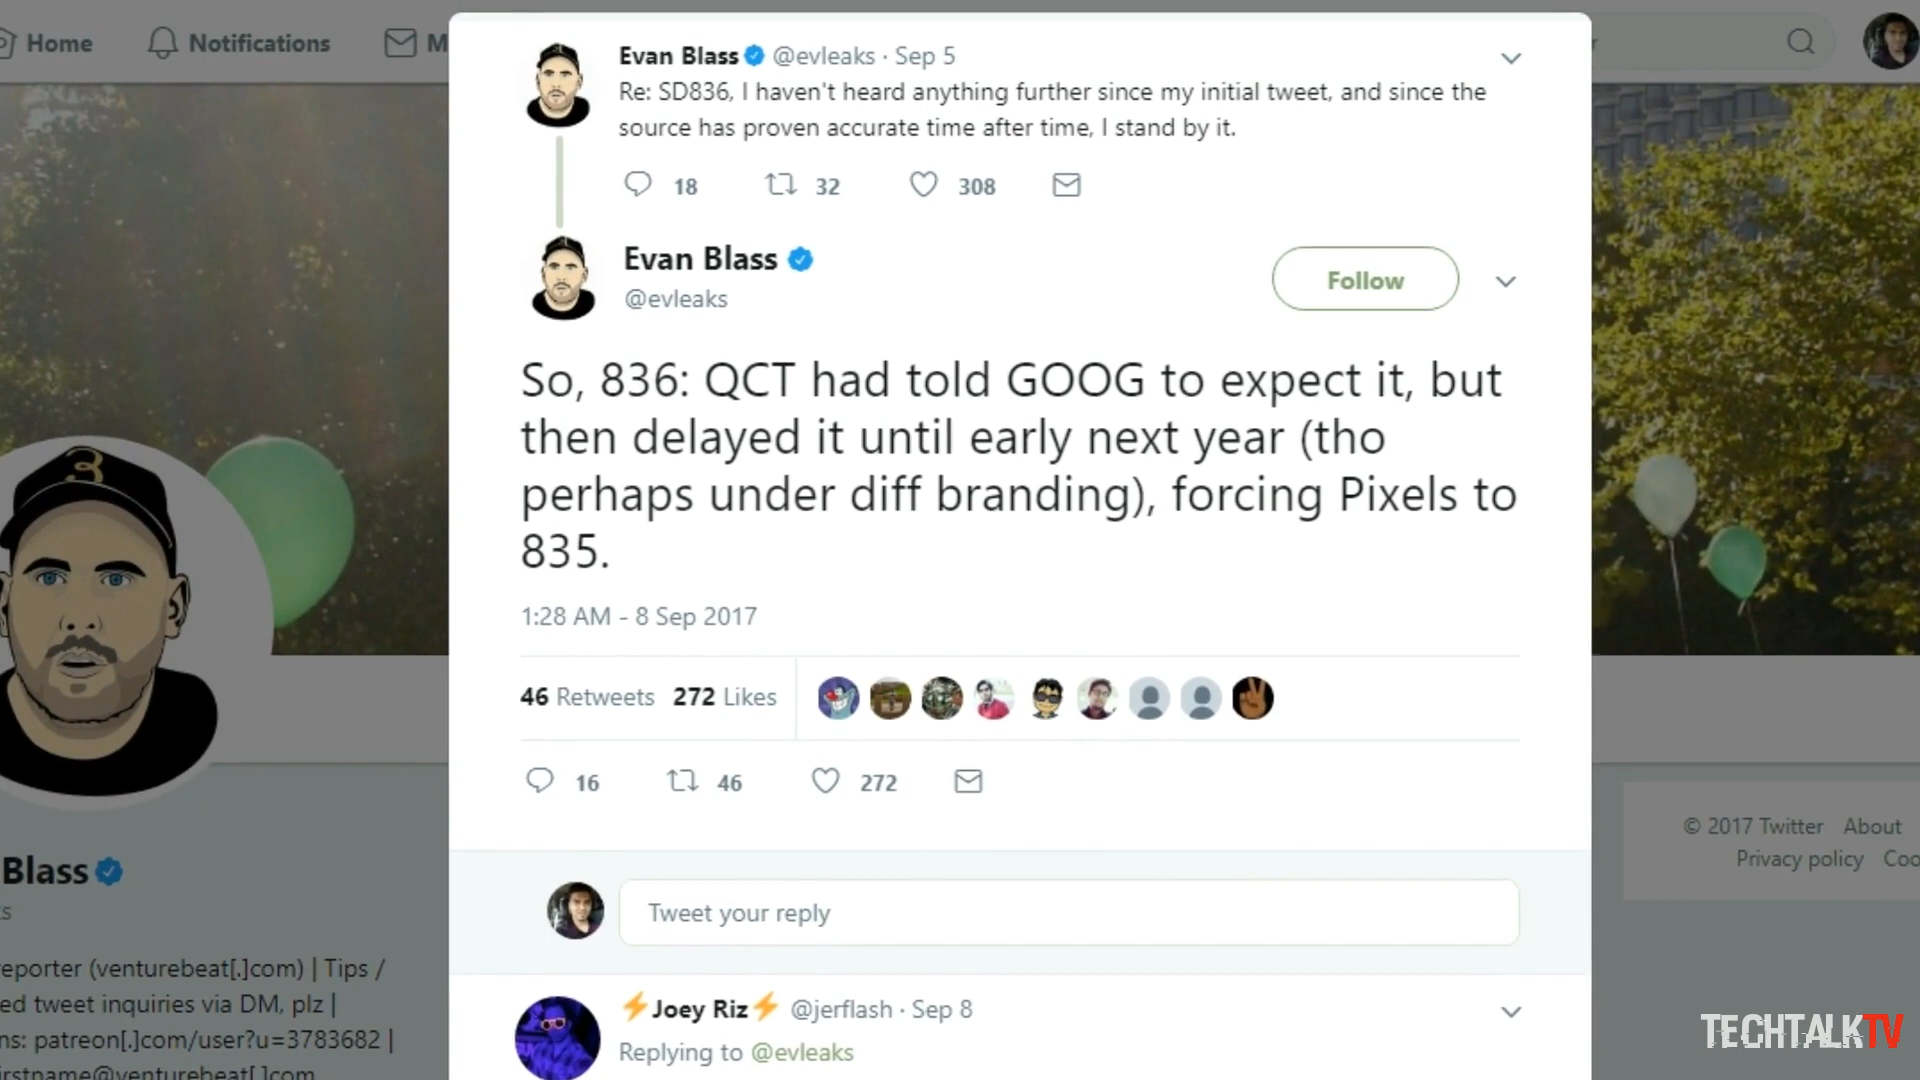 Home
Notifications
M
Evan Blass @evleaks · Sep 5
Re: SD836, I haven't heard anything further since my initial tweet, and since the
source has proven accurate time after time, I stand by it.
18 32 308
Evan Blass
@evleaks
Follow
So, 836: QCT had told GOOG to expect it, but
then delayed it until early next year (tho
perhaps under diff branding), forcing Pixels to
835.
1:28 AM - 8 Sep 2017
46 Retweets 272 Likes
16 46 272
Tweet your reply
⚡Joey Riz⚡ @jerflash · Sep 8
Replying to @evleaks
3
Blass
s
eporter (venturebeat[.]com) | Tips /
ed tweet inquiries via DM, plz |
ns: patreon[.]com/user?u=3783682 |
irstname@venturebeat[.]com
© 2017 Twitter About
Privacy policy Coo
TECHTALKTV